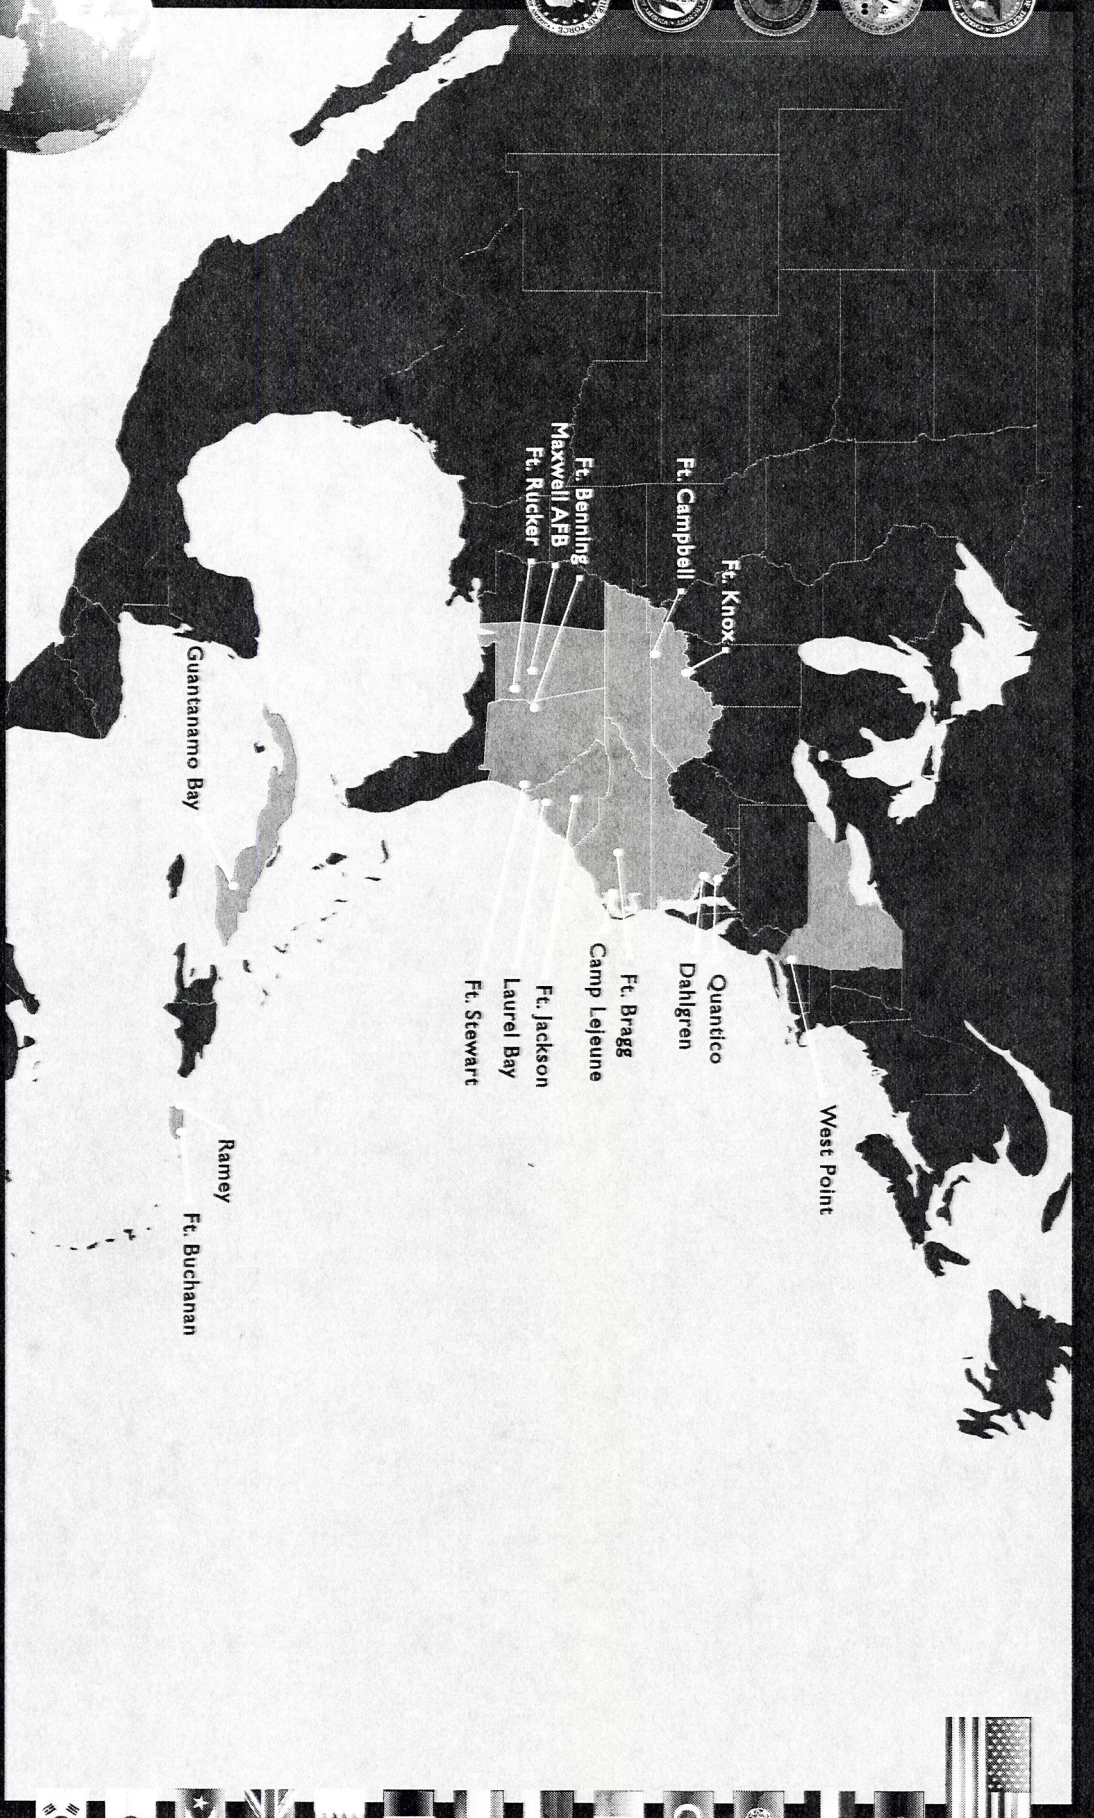 West Point
Ft. Knox
Quantico
Dahlgren
Ft. Campbell
Ft. Bragg
Camp Lejeune
Ft. Benning
Maxwell AFB
Ft. Rucker
Ft. Jackson
Laurel Bay
Ft. Stewart
Ramey
Guantanamo Bay
Ft. Buchanan